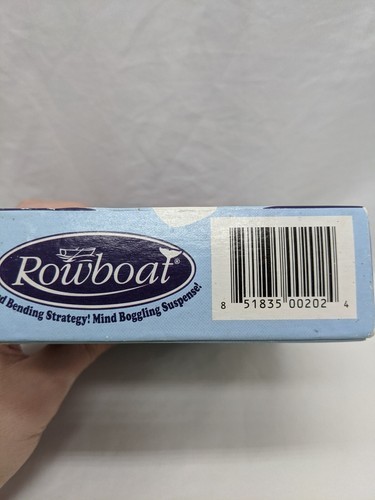 Rowboat®
d Bending Strategy! Mind Boggling Suspense!
8 51835 00202 4